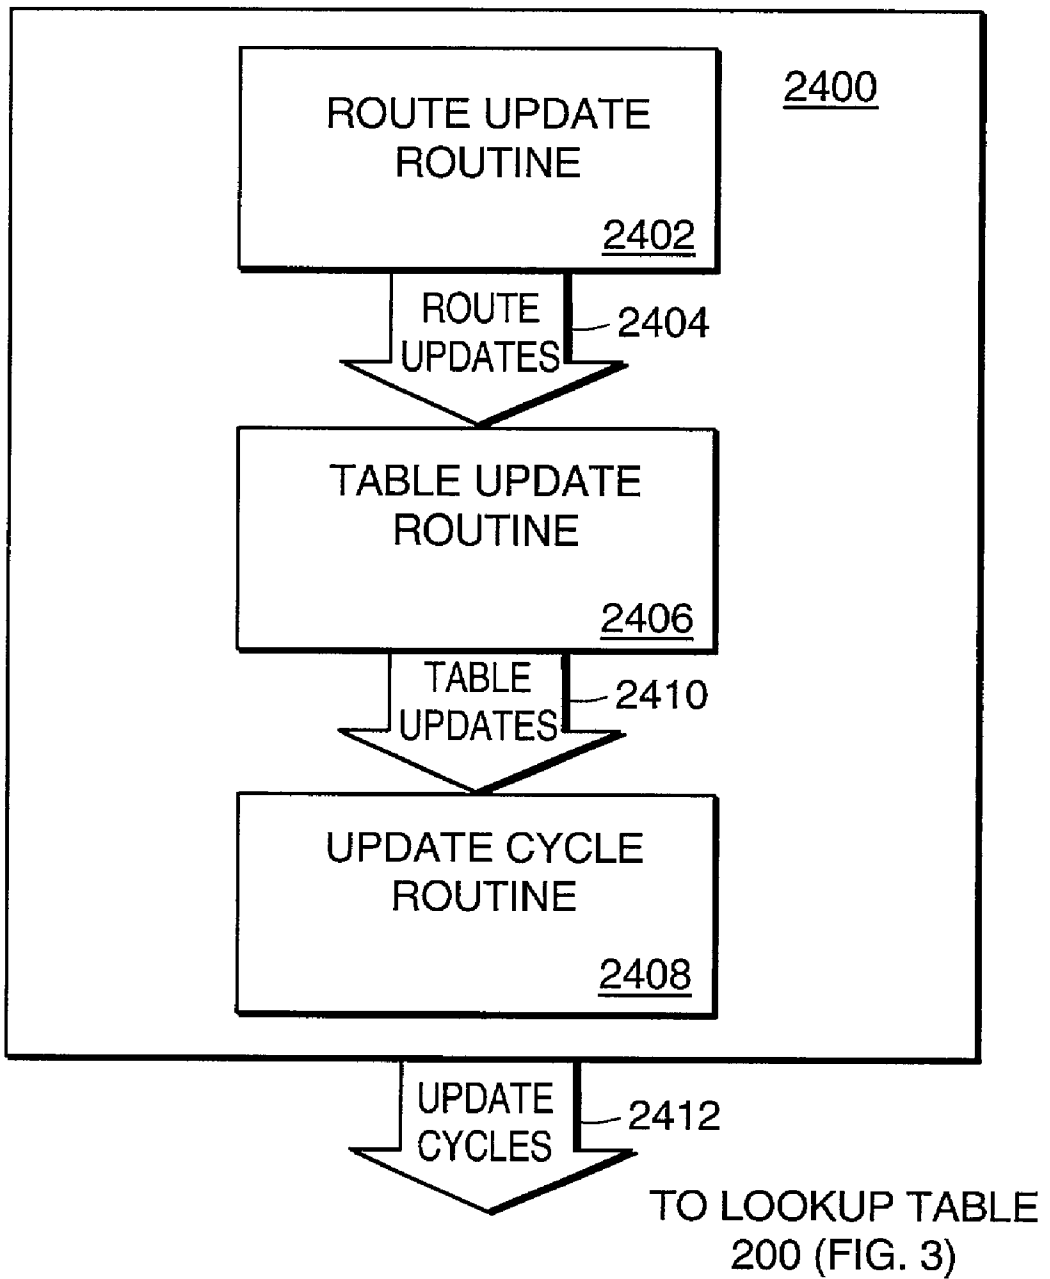 2400
ROUTE UPDATE
ROUTINE
2402
ROUTE
UPDATES
2404
TABLE UPDATE
ROUTINE
2406
TABLE
UPDATES
2410
UPDATE CYCLE
ROUTINE
2408
UPDATE
CYCLES
2412
TO LOOKUP TABLE
200 (FIG. 3)